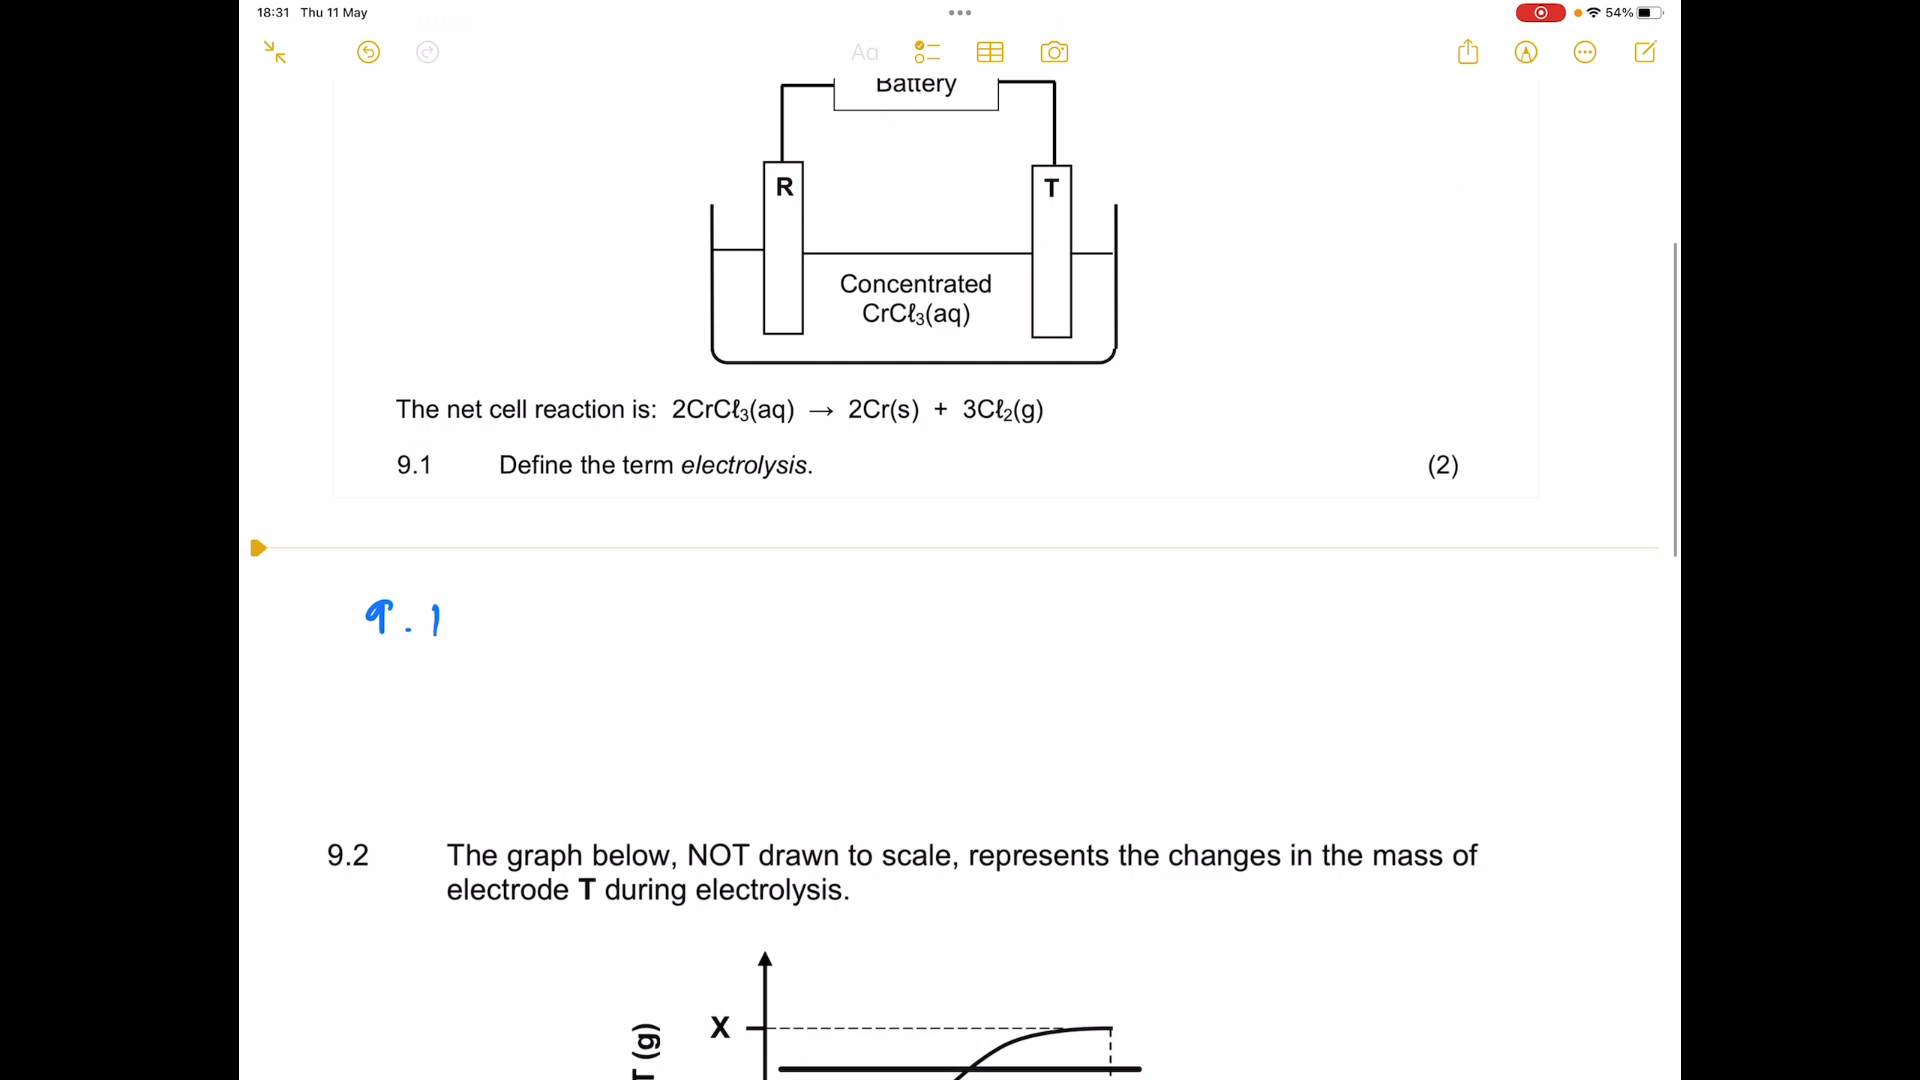 18:31 Thu 11 May
54%
Aa
Battery
R
T
Concentrated
CrCℓ₃(aq)
The net cell reaction is: 2CrCℓ₃(aq) → 2Cr(s) + 3Cℓ₂(g)
9.1 Define the term electrolysis. (2)
9.1
9.2 The graph below, NOT drawn to scale, represents the changes in the mass of
electrode T during electrolysis.
X
T (g)